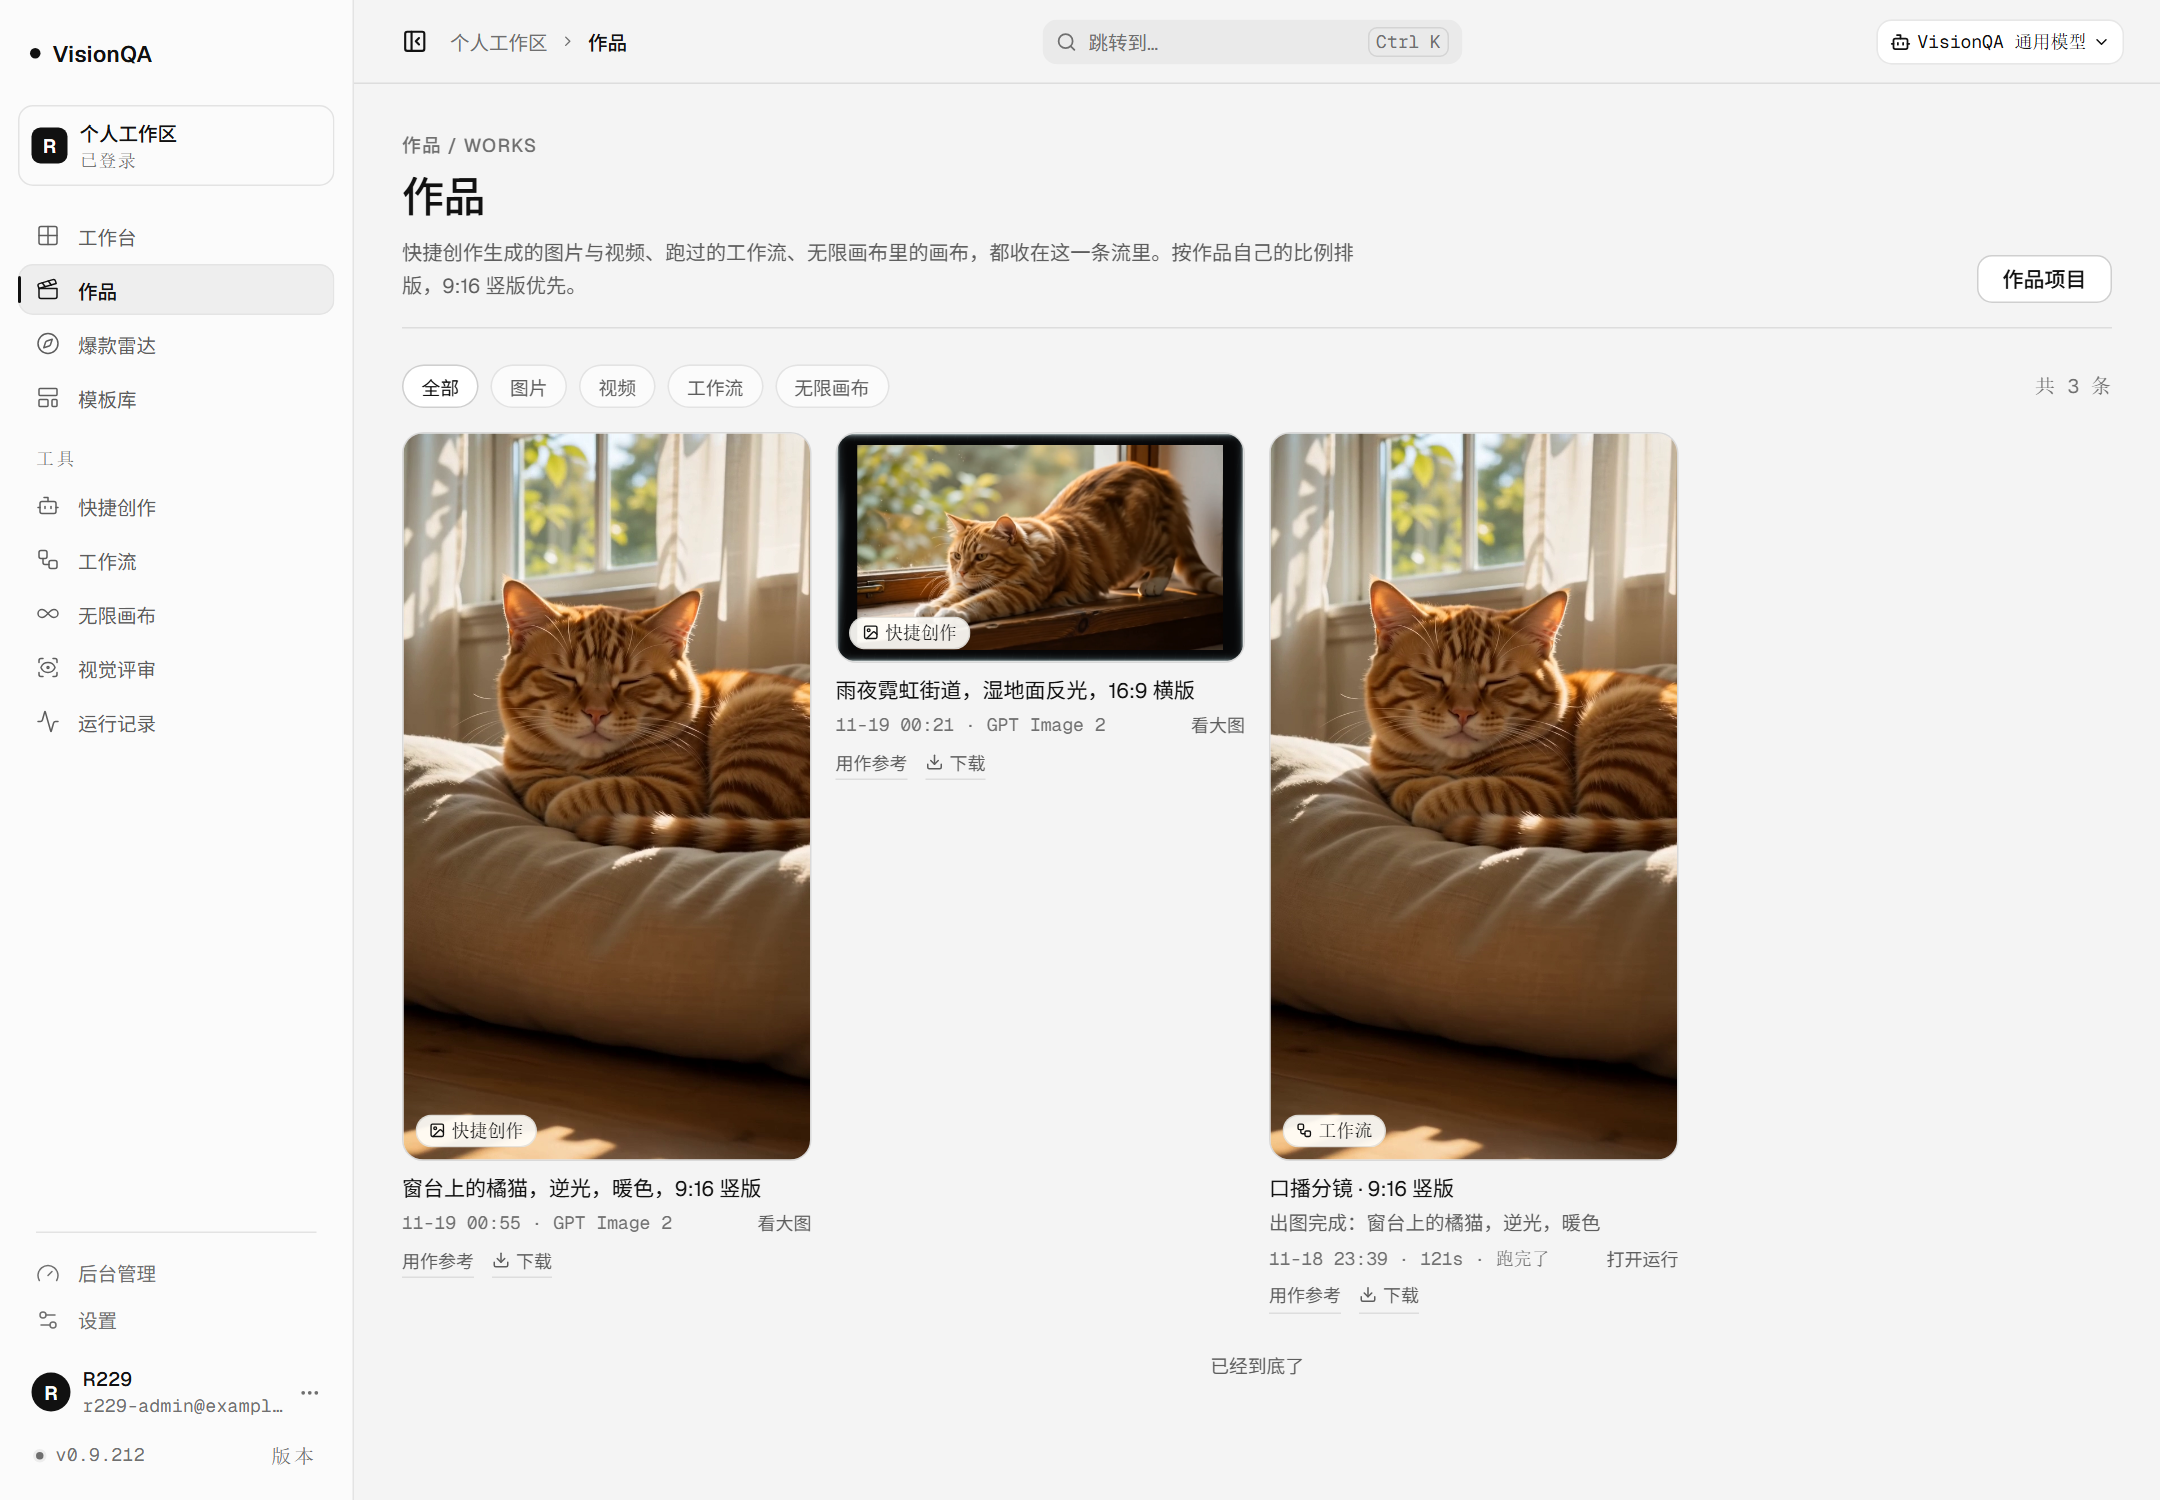 VisionQA
R
个人工作区
已登录
工作台
作品
爆款雷达
模板库
工具
快捷创作
工作流
无限画布
视觉评审
运行记录
后台管理
设置
R
R229
r229-admin@exampl…
v0.9.212
版本
个人工作区
作品
跳转到...
Ctrl K
VisionQA 通用模型
作品 / WORKS
作品
快捷创作生成的图片与视频、跑过的工作流、无限画布里的画布，都收在这一条流里。按作品自己的比例排
版，9:16 竖版优先。
作品项目
全部
图片
视频
工作流
无限画布
共 3 条
快捷创作
窗台上的橘猫，逆光，暖色，9:16 竖版
11-19 00:55 · GPT Image 2
看大图
用作参考
下载
快捷创作
雨夜霓虹街道，湿地面反光，16:9 横版
11-19 00:21 · GPT Image 2
看大图
用作参考
下载
工作流
口播分镜 · 9:16 竖版
出图完成：窗台上的橘猫，逆光，暖色
11-18 23:39 · 121s · 跑完了
打开运行
用作参考
下载
已经到底了